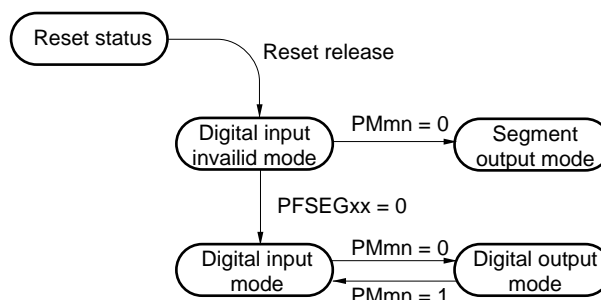 Reset status
Reset release
Digital input
invailid mode
PMmn = 0
Segment
output mode
PFSEGxx = 0
Digital input
mode
PMmn = 0
PMmn = 1
Digital output
mode